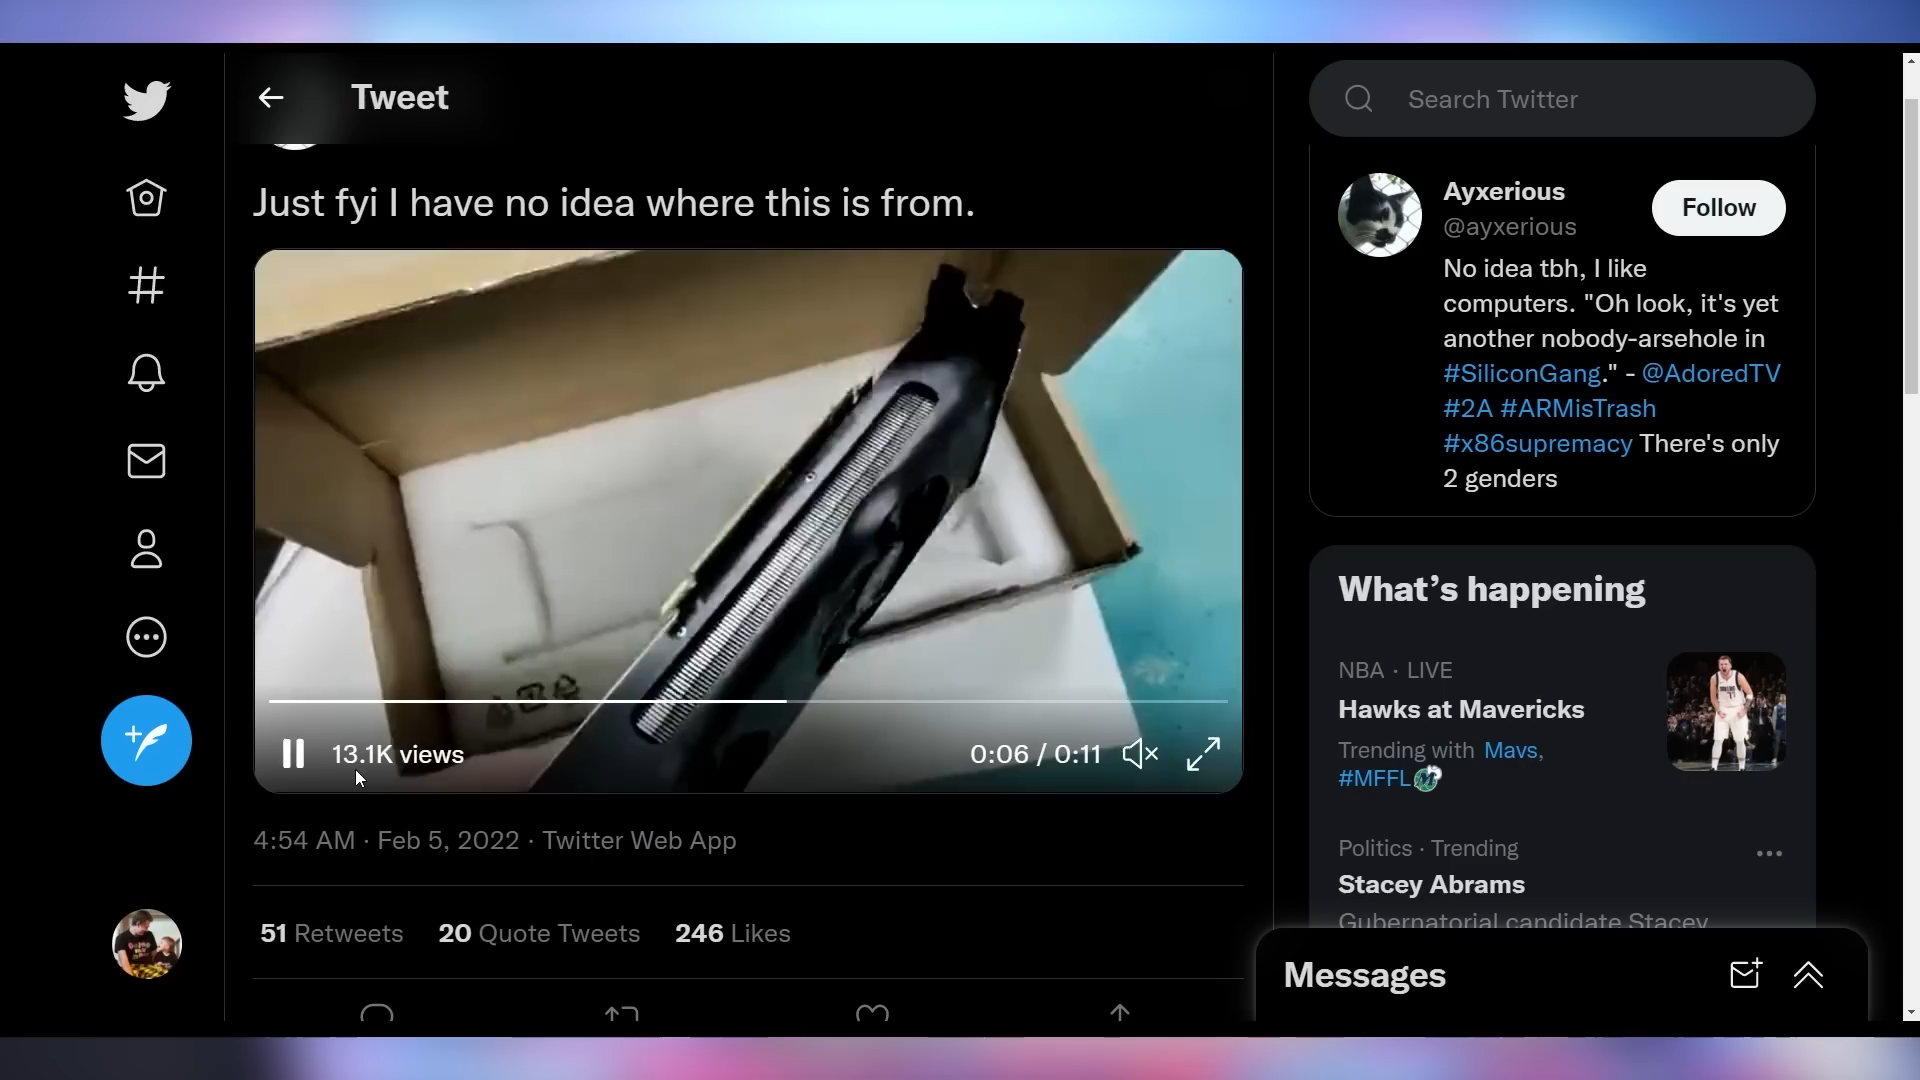 Tweet
Search Twitter
Just fyi I have no idea where this is from.
13.1K views
0:06 / 0:11
4:54 AM · Feb 5, 2022 · Twitter Web App
51 Retweets 20 Quote Tweets 246 Likes
Ayxerious
@ayxerious
Follow
No idea tbh, I like
computers. "Oh look, it's yet
another nobody-arsehole in
#SiliconGang." - @AdoredTV
#2A #ARMisTrash
#x86supremacy There's only
2 genders
What's happening
NBA · LIVE
Hawks at Mavericks
Trending with Mavs,
#MFFL
Politics · Trending
Stacey Abrams
Gubernatorial candidate Stacey
Messages